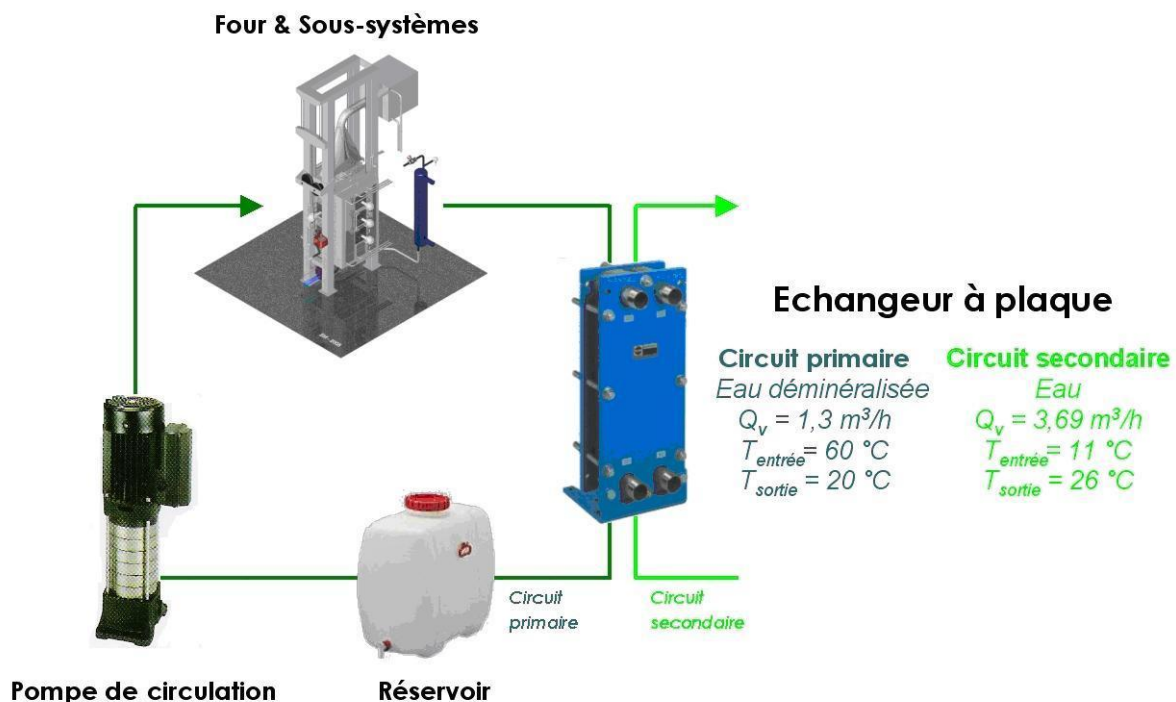 Four & Sous-systèmes
Echangeur à plaque
Circuit primaire
Eau déminéralisée
Qv = 1,3 m³/h
Tentrée= 60 °C
Tsortie = 20 °C
Circuit secondaire
Eau
Qv = 3,69 m³/h
Tentrée= 11 °C
Tsortie = 26 °C
Circuit
primaire
Circuit
secondaire
Pompe de circulation
Réservoir